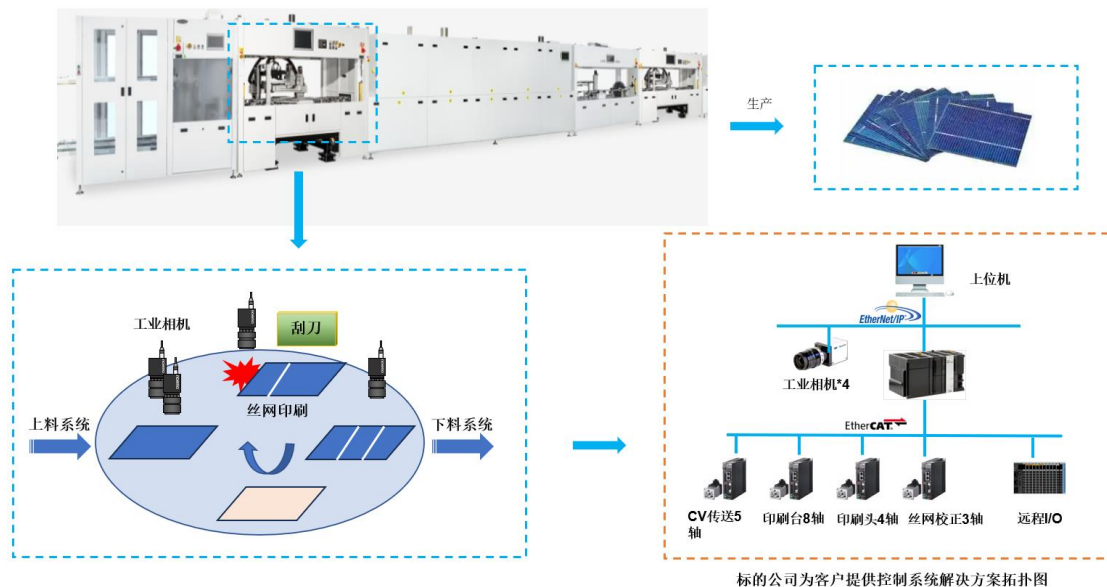 生产
工业相机
刮刀
丝网印刷
上料系统
下料系统
上位机
EtherNet/IP
工业相机*4
EtherCAT
CV传送5
轴
印刷台8轴
印刷头4轴
丝网校正3轴
远程I/O
标的公司为客户提供控制系统解决方案拓扑图